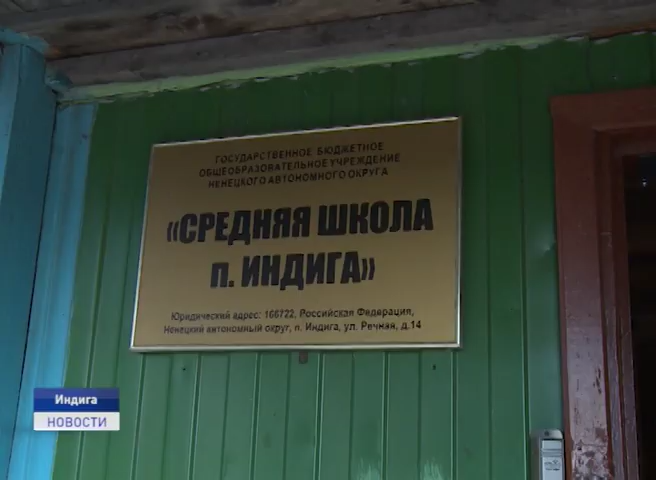 ГОСУДАРСТВЕННОЕ БЮДЖЕТНОЕ
ОБЩЕОБРАЗОВАТЕЛЬНОЕ УЧРЕЖДЕНИЕ
НЕНЕЦКОГО АВТОНОМНОГО ОКРУГА
«СРЕДНЯЯ ШКОЛА
П. ИНДИГА»
Юридический адрес: 166722, Российская Федерация,
Ненецкий автономный округ, п. Индига, ул. Речная, д.14
Индига
НОВОСТИ